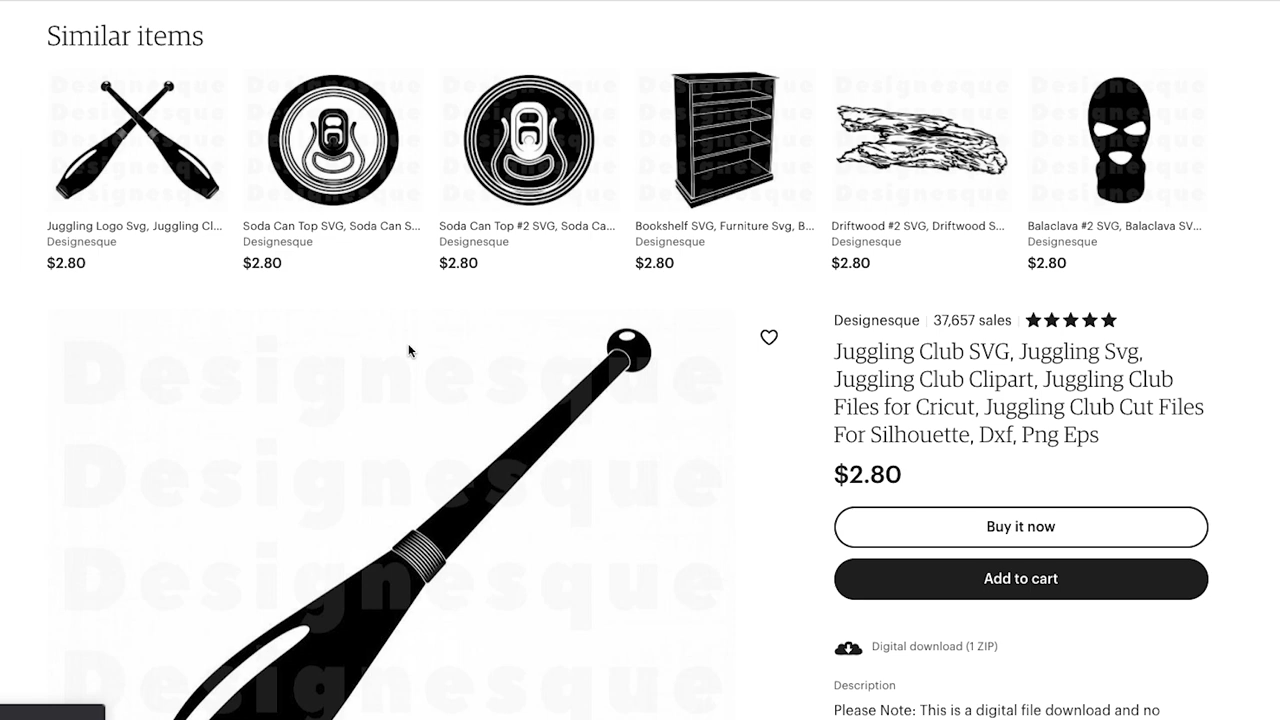 Similar items
Juggling Logo Svg, Juggling Cl...
Designesque
$2.80
Soda Can Top SVG, Soda Can S...
Designesque
$2.80
Soda Can Top #2 SVG, Soda Ca...
Designesque
$2.80
Bookshelf SVG, Furniture Svg, B...
Designesque
$2.80
Driftwood #2 SVG, Driftwood S...
Designesque
$2.80
Balaclava #2 SVG, Balaclava SV...
Designesque
$2.80
Designesque
Designesque
Designesque
Designesque
Designesque 37,657 sales
Juggling Club SVG, Juggling Svg,
Juggling Club Clipart, Juggling Club
Files for Cricut, Juggling Club Cut Files
For Silhouette, Dxf, Png Eps
$2.80
Buy it now
Add to cart
Digital download (1 ZIP)
Description
Please Note: This is a digital file download and no